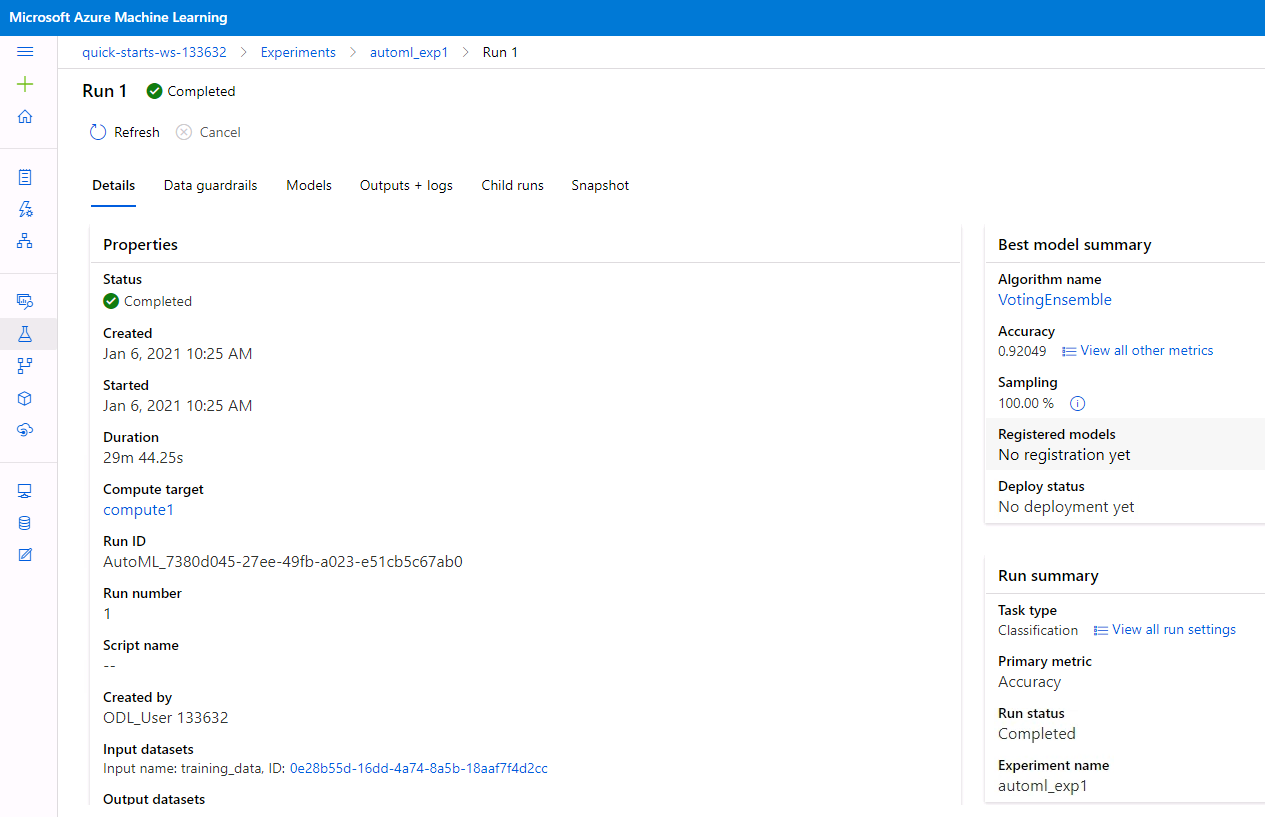 Microsoft Azure Machine Learning
quick-starts-ws-133632 > Experiments > automl_exp1 > Run 1
Run 1 Completed
Refresh Cancel
Details Data guardrails Models Outputs + logs Child runs Snapshot
Properties
Status
Completed
Created
Jan 6, 2021 10:25 AM
Started
Jan 6, 2021 10:25 AM
Duration
29m 44.25s
Compute target
compute1
Run ID
AutoML_7380d045-27ee-49fb-a023-e51cb5c67ab0
Run number
1
Script name
--
Created by
ODL_User 133632
Input datasets
Input name: training_data, ID: 0e28b55d-16dd-4a74-8a5b-18aaf7f4d2cc
Output datasets
Best model summary
Algorithm name
VotingEnsemble
Accuracy
0.92049 View all other metrics
Sampling
100.00 %
Registered models
No registration yet
Deploy status
No deployment yet
Run summary
Task type
Classification View all run settings
Primary metric
Accuracy
Run status
Completed
Experiment name
automl_exp1